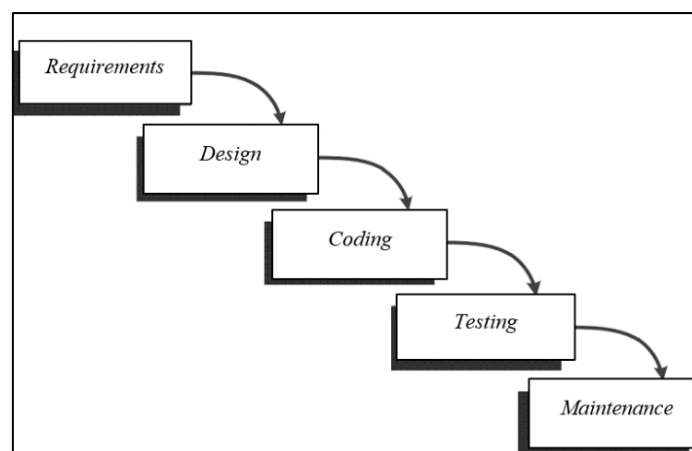 Requirements
Design
Coding
Testing
Maintenance